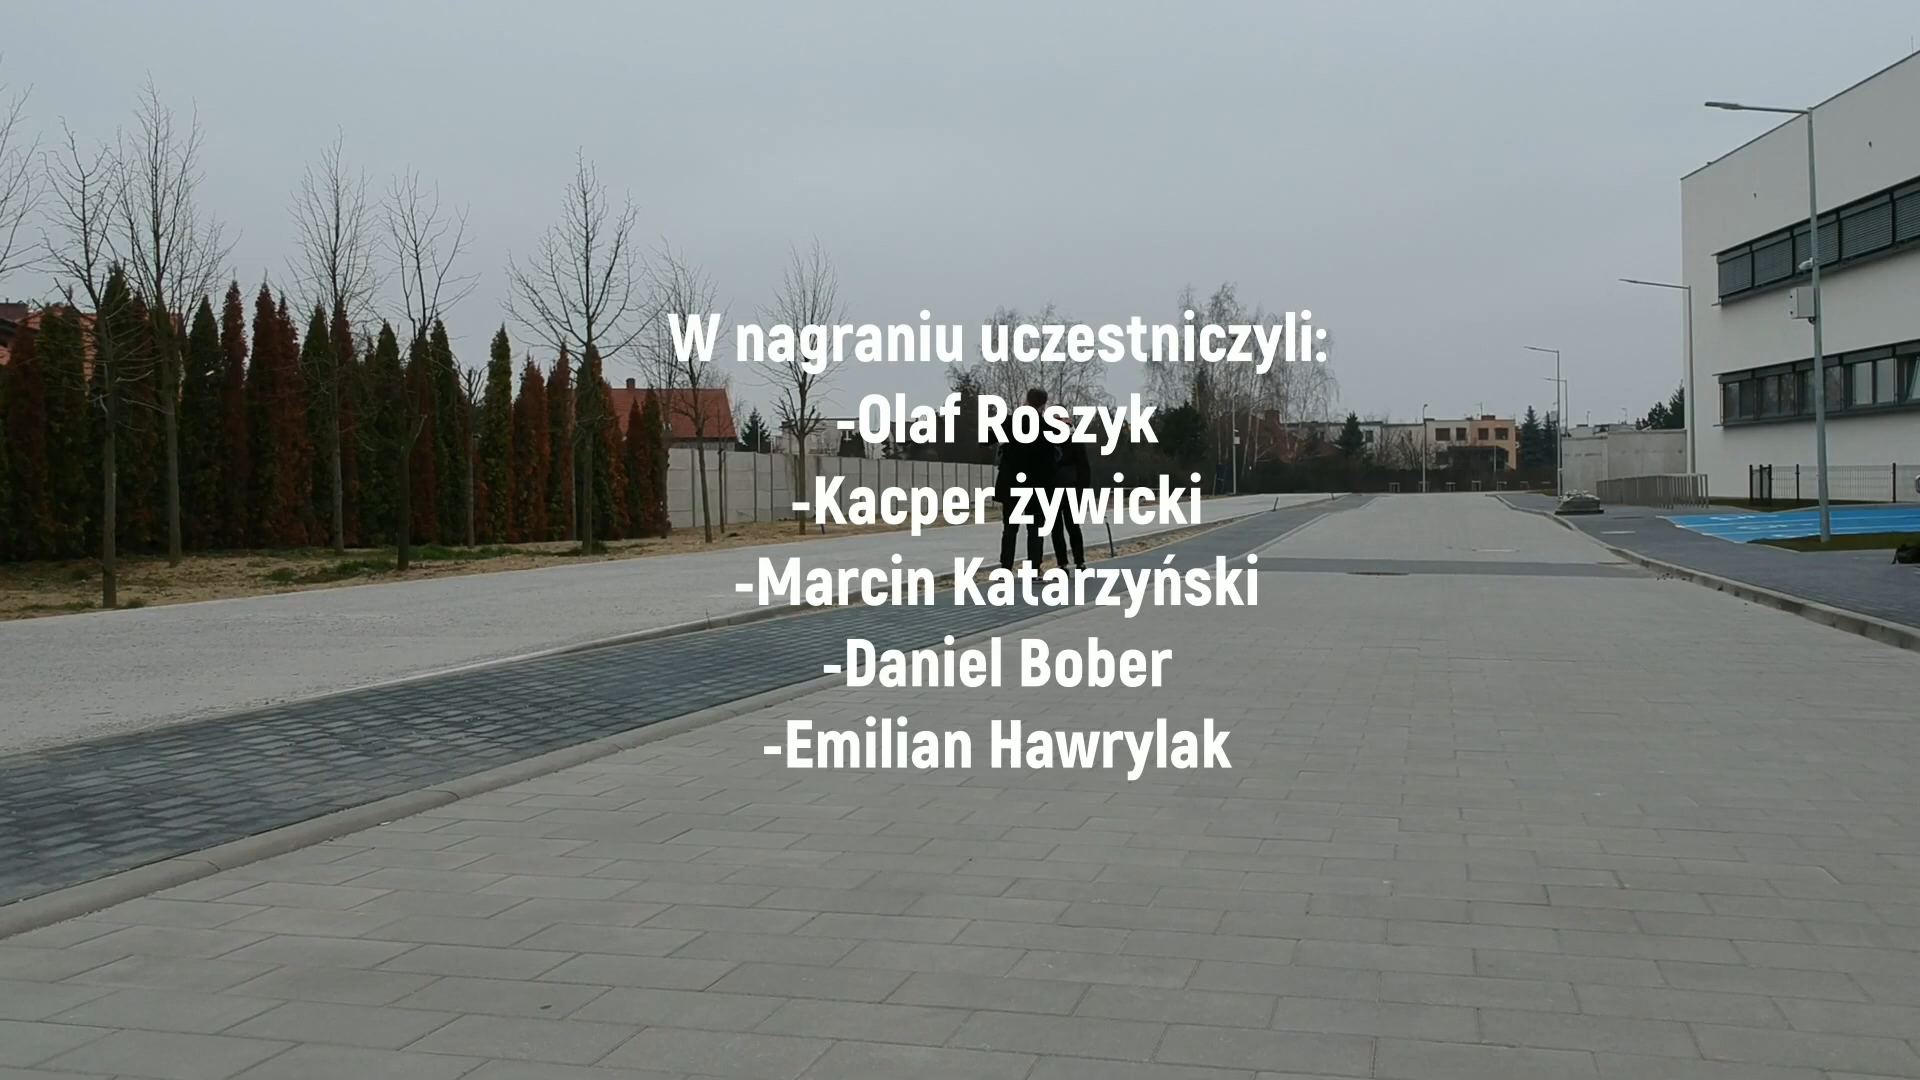 W nagraniu uczestniczyli:
-Olaf Roszyk
-Kacper żywicki
-Marcin Katarzyński
-Daniel Bober
-Emilian Hawrylak